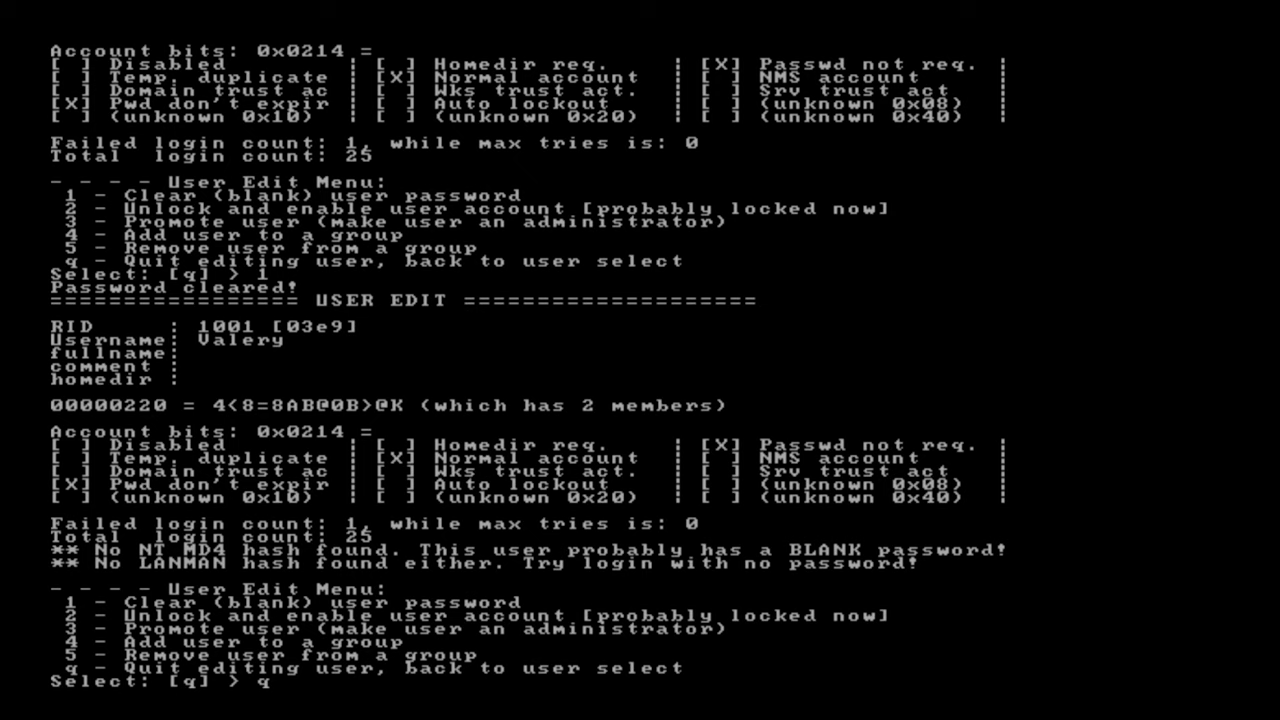 Account bits: 0x0214 =
[ ] Disabled | [ ] Homedir req. | [X] Passwd not req. |
[ ] Temp. duplicate | [X] Normal account | [ ] NMS account |
[ ] Domain trust ac | [ ] Wks trust act. | [ ] Srv trust act |
[X] Pwd don't expir | [ ] Auto lockout | [ ] (unknown 0x08) |
[ ] (unknown 0x10) | [ ] (unknown 0x20) | [ ] (unknown 0x40) |
Failed login count: 1, while max tries is: 0
Total login count: 25
- - - - User Edit Menu:
1 - Clear (blank) user password
2 - Unlock and enable user account [probably locked now]
3 - Promote user (make user an administrator)
4 - Add user to a group
5 - Remove user from a group
q - Quit editing user, back to user select
Select: [q] > 1
Password cleared!
================= USER EDIT ====================
RID : 1001 [03e9]
Username: Valery
fullname:
comment :
homedir :
00000220 = 4<8=8AB@0B>@K (which has 2 members)
Account bits: 0x0214 =
[ ] Disabled | [ ] Homedir req. | [X] Passwd not req. |
[ ] Temp. duplicate | [X] Normal account | [ ] NMS account |
[ ] Domain trust ac | [ ] Wks trust act. | [ ] Srv trust act |
[X] Pwd don't expir | [ ] Auto lockout | [ ] (unknown 0x08) |
[ ] (unknown 0x10) | [ ] (unknown 0x20) | [ ] (unknown 0x40) |
Failed login count: 1, while max tries is: 0
Total login count: 25
** No NT MD4 hash found. This user probably has a BLANK password!
** No LANMAN hash found either. Try login with no password!
- - - - User Edit Menu:
1 - Clear (blank) user password
2 - Unlock and enable user account [probably locked now]
3 - Promote user (make user an administrator)
4 - Add user to a group
5 - Remove user from a group
q - Quit editing user, back to user select
Select: [q] > q